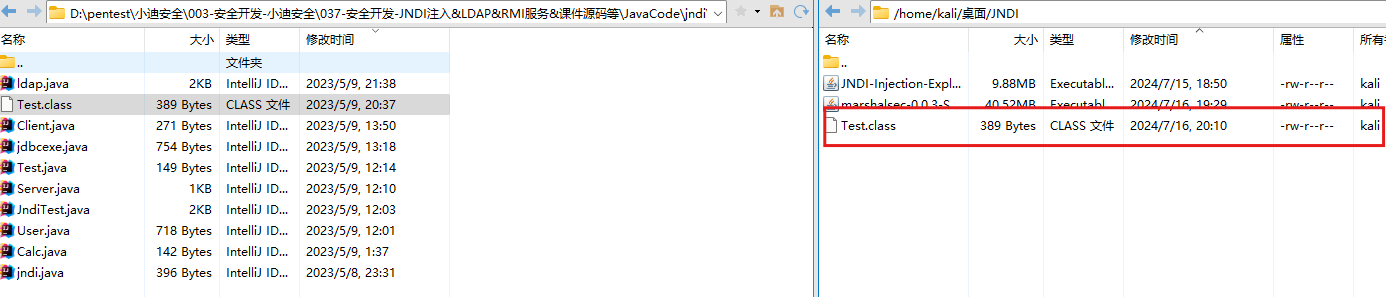 D:\pentest\小迪安全\003-安全开发-小迪安全\037-安全开发-JNDI注入&LDAP&RMI服务&课件源码等\JavaCode\jndi
名称 大小 类型 修改时间
..  文件夹
ldap.java 2KB IntelliJ ID... 2023/5/9, 21:38
Test.class 389 Bytes CLASS 文件 2023/5/9, 20:37
Client.java 271 Bytes IntelliJ ID... 2023/5/9, 13:50
jdbcexe.java 754 Bytes IntelliJ ID... 2023/5/9, 13:18
Test.java 149 Bytes IntelliJ ID... 2023/5/9, 12:14
Server.java 1KB IntelliJ ID... 2023/5/9, 12:10
JndiTest.java 2KB IntelliJ ID... 2023/5/9, 12:03
User.java 718 Bytes IntelliJ ID... 2023/5/9, 12:01
Calc.java 142 Bytes IntelliJ ID... 2023/5/9, 1:37
jndi.java 396 Bytes IntelliJ ID... 2023/5/8, 23:31
/home/kali/桌面/JNDI
名称 大小 类型 修改时间 属性 所有
..
JNDI-Injection-Expl... 9.88MB Executabl... 2024/7/15, 18:50 -rw-r--r-- kali
marshalsec-0.0.3-S... 40.52MB Executabl... 2024/7/16, 19:29 -rw-r--r-- kali
Test.class 389 Bytes CLASS 文件 2024/7/16, 20:10 -rw-r--r-- kali